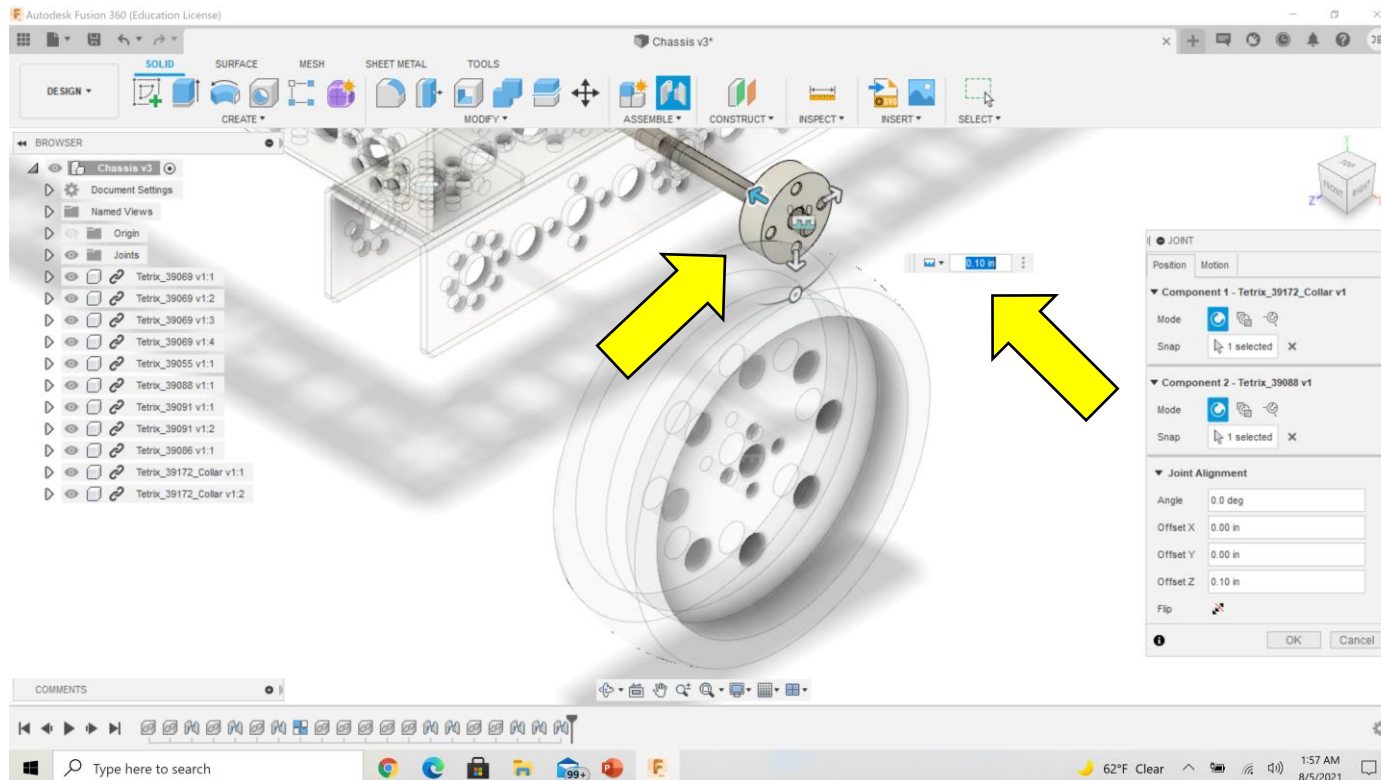 Autodesk Fusion 360 (Education License)
Chassis v3*
SOLID SURFACE MESH SHEET METAL TOOLS
DESIGN
CREATE MODIFY ASSEMBLE CONSTRUCT INSPECT INSERT SELECT
BROWSER
Chassis v3
Document Settings
Named Views
Origin
Joints
Tetrix_39069 v1:1
Tetrix_39069 v1:2
Tetrix_39069 v1:3
Tetrix_39069 v1:4
Tetrix_39055 v1:1
Tetrix_39088 v1:1
Tetrix_39091 v1:1
Tetrix_39091 v1:2
Tetrix_39086 v1:1
Tetrix_39172_Collar v1:1
Tetrix_39172_Collar v1:2
TOP
FRONT RIGHT
Y
Z
0.10 in
JOINT
Position Motion
Component 1 - Tetrix_39172_Collar v1
Mode
Snap 1 selected
Component 2 - Tetrix_39088 v1
Mode
Snap 1 selected
Joint Alignment
Angle 0.0 deg
Offset X 0.00 in
Offset Y 0.00 in
Offset Z 0.10 in
Flip
OK Cancel
COMMENTS
Type here to search
99+
62°F Clear
1:57 AM
8/5/2021